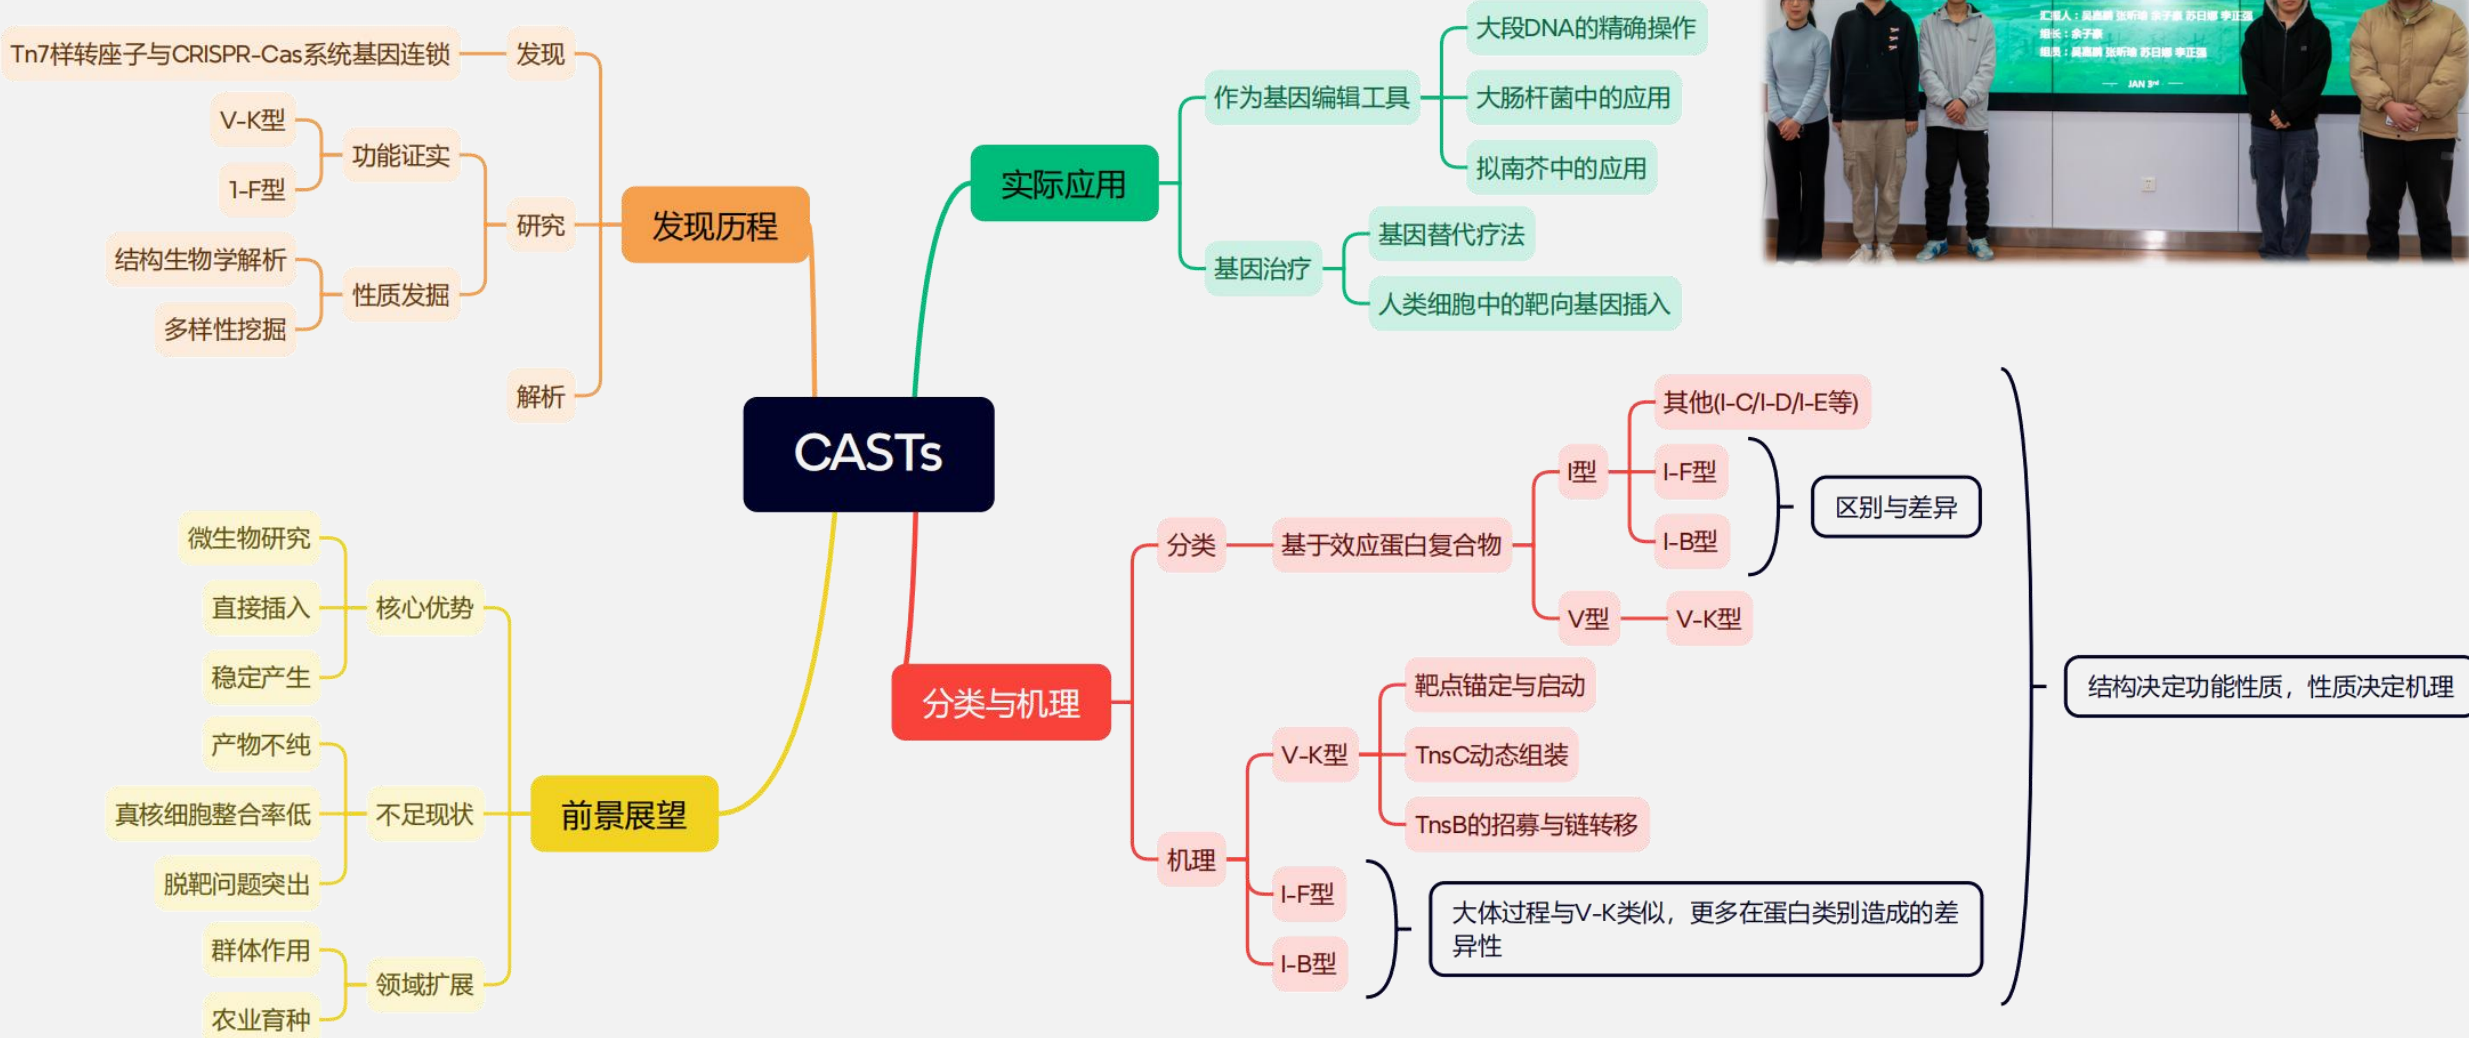 Tn7样转座子与CRISPR-Cas系统基因连锁
发现
V-K型
1-F型
功能证实
研究
结构生物学解析
多样性挖掘
性质发掘
解析
发现历程
实际应用
作为基因编辑工具
大段DNA的精确操作
大肠杆菌中的应用
拟南芥中的应用
基因治疗
基因替代疗法
人类细胞中的靶向基因插入
组长：余子豪
JAN 3rd
CASTs
微生物研究
直接插入
稳定产生
核心优势
产物不纯
真核细胞整合率低
脱靶问题突出
不足现状
群体作用
农业育种
领域扩展
前景展望
分类与机理
分类
基于效应蛋白复合物
I型
其他(I-C/I-D/I-E等)
I-F型
I-B型
区别与差异
V型
V-K型
机理
V-K型
靶点锚定与启动
TnsC动态组装
TnsB的招募与链转移
I-F型
I-B型
大体过程与V-K类似，更多在蛋白类别造成的差
异性
结构决定功能性质，性质决定机理